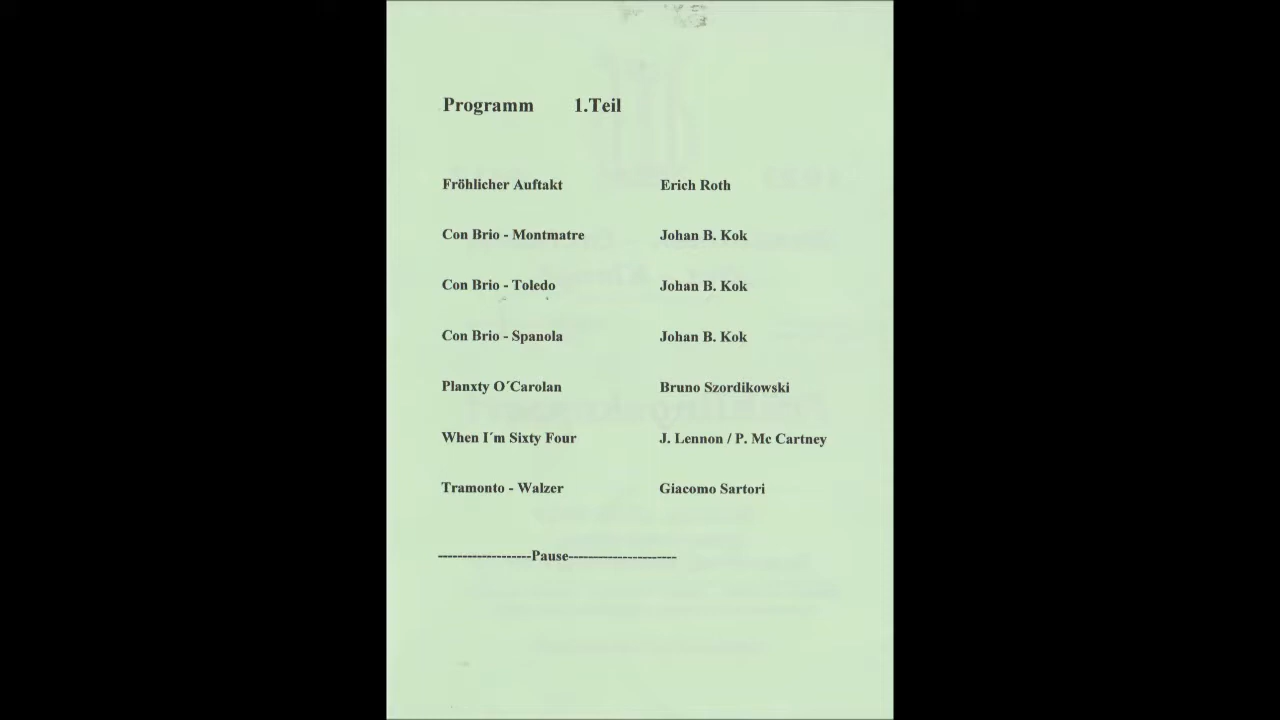 Programm 1.Teil
Fröhlicher Auftakt Erich Roth
Con Brio - Montmatre Johan B. Kok
Con Brio - Toledo Johan B. Kok
Con Brio - Spanola Johan B. Kok
Planxty O´Carolan Bruno Szordikowski
When I´m Sixty Four J. Lennon / P. Mc Cartney
Tramonto - Walzer Giacomo Sartori
-------------------Pause----------------------